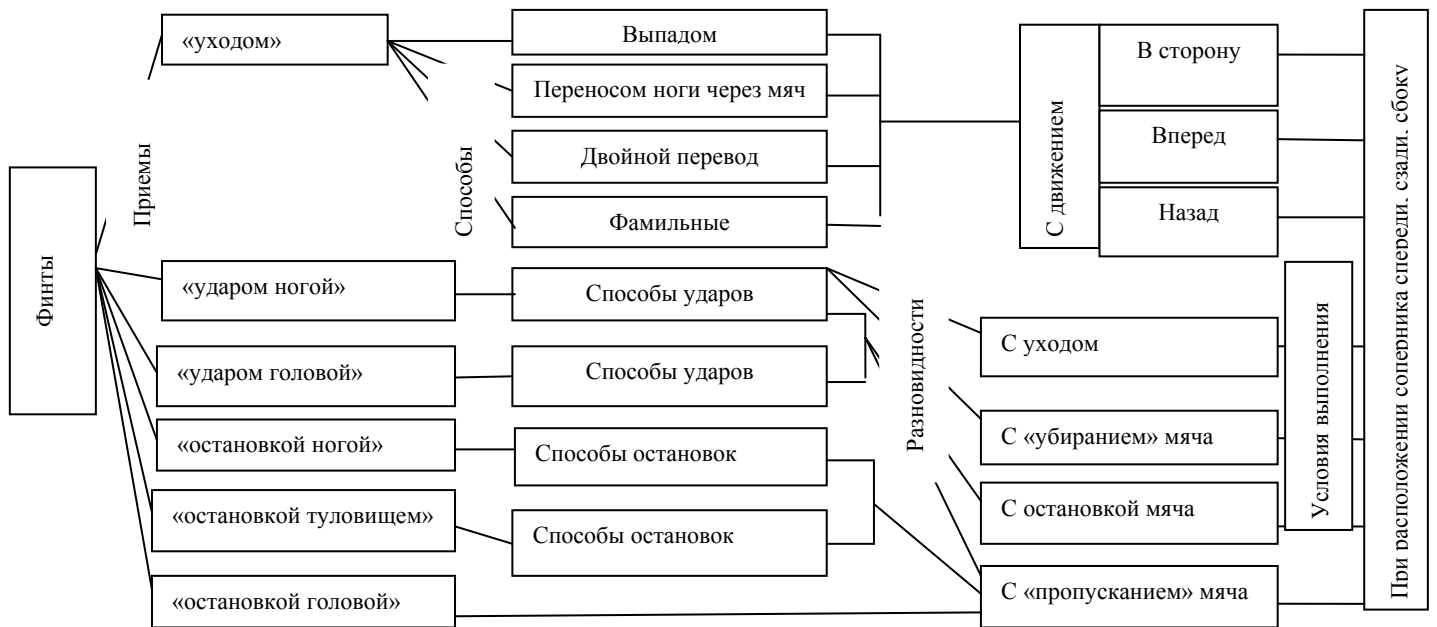 Финты
Приемы
«уходом»
«ударом ногой»
«ударом головой»
«остановкой ногой»
«остановкой туловищем»
«остановкой головой»
Способы
Выпадом
Переносом ноги через мяч
Двойной перевод
Фамильные
Способы ударов
Способы ударов
Способы остановок
Способы остановок
Разновидности
С движением
В сторону
Вперед
Назад
С уходом
С «убиранием» мяча
С остановкой мяча
С «пропусканием» мяча
Условия выполнения
При расположении соперника спереди, сзади, сбоку